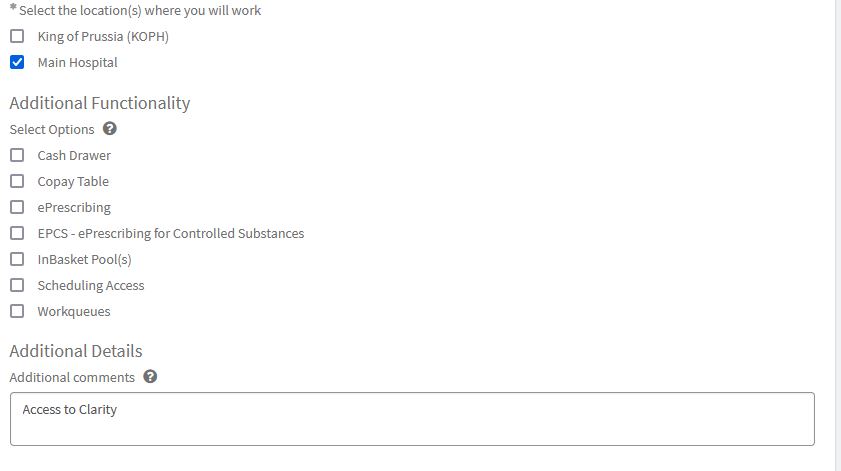 * Select the location(s) where you will work
King of Prussia (KOPH)
Main Hospital
Additional Functionality
Select Options ?
Cash Drawer
Copay Table
ePrescribing
EPCS - ePrescribing for Controlled Substances
InBasket Pool(s)
Scheduling Access
Workqueues
Additional Details
Additional comments ?
Access to Clarity